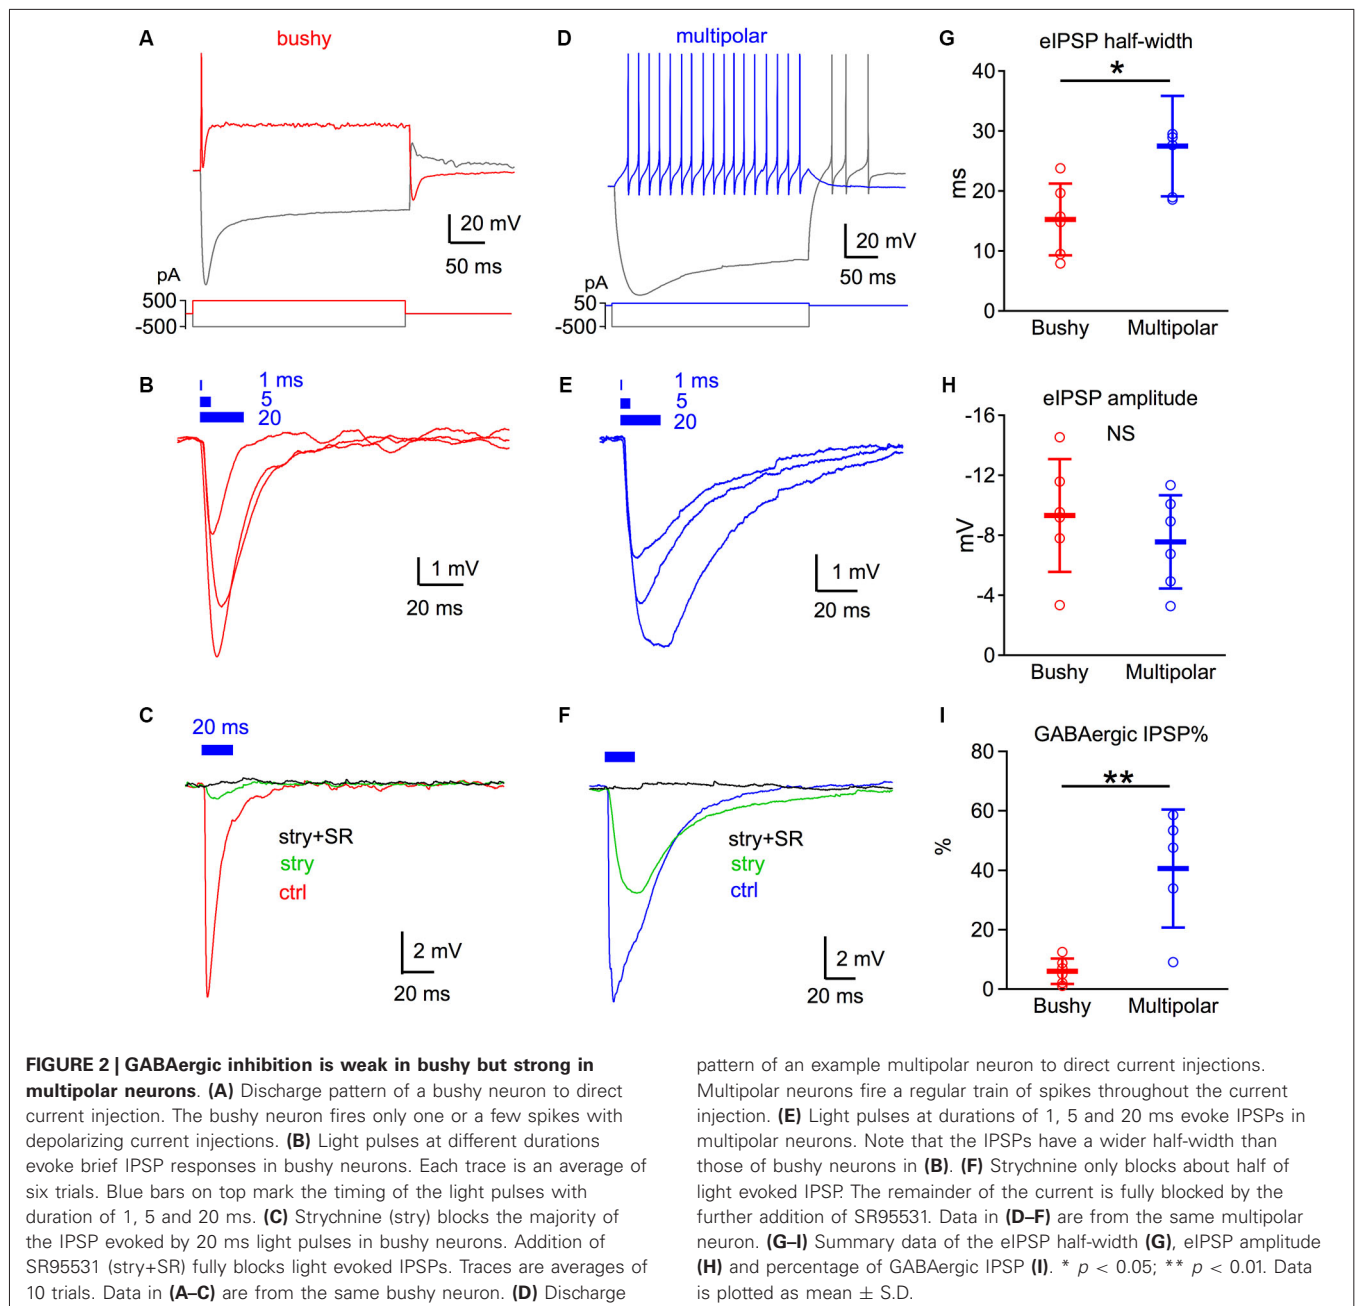 A
bushy
20 mV
50 ms
pA
500
-500
D
multipolar
20 mV
50 ms
pA
50
-500
G
eIPSP half-width
*
40
30
20
10
0
ms
Bushy
Multipolar
B
1 ms
5
20
1 mV
20 ms
E
1 ms
5
20
1 mV
20 ms
H
eIPSP amplitude
NS
-16
-12
-8
-4
0
mV
Bushy
Multipolar
C
20 ms
stry+SR
stry
ctrl
2 mV
20 ms
F
stry+SR
stry
ctrl
2 mV
20 ms
I
GABAergic IPSP%
**
80
60
40
20
0
%
Bushy
Multipolar
FIGURE 2 | GABAergic inhibition is weak in bushy but strong in
multipolar neurons. (A) Discharge pattern of a bushy neuron to direct
current injection. The bushy neuron fires only one or a few spikes with
depolarizing current injections. (B) Light pulses at different durations
evoke brief IPSP responses in bushy neurons. Each trace is an average of
six trials. Blue bars on top mark the timing of the light pulses with
duration of 1, 5 and 20 ms. (C) Strychnine (stry) blocks the majority of
the IPSP evoked by 20 ms light pulses in bushy neurons. Addition of
SR95531 (stry+SR) fully blocks light evoked IPSPs. Traces are averages of
10 trials. Data in (A–C) are from the same bushy neuron. (D) Discharge
pattern of an example multipolar neuron to direct current injections.
Multipolar neurons fire a regular train of spikes throughout the current
injection. (E) Light pulses at durations of 1, 5 and 20 ms evoke IPSPs in
multipolar neurons. Note that the IPSPs have a wider half-width than
those of bushy neurons in (B). (F) Strychnine only blocks about half of
light evoked IPSP. The remainder of the current is fully blocked by the
further addition of SR95531. Data in (D–F) are from the same multipolar
neuron. (G–I) Summary data of the eIPSP half-width (G), eIPSP amplitude
(H) and percentage of GABAergic IPSP (I). * p < 0.05; ** p < 0.01. Data
is plotted as mean ± S.D.